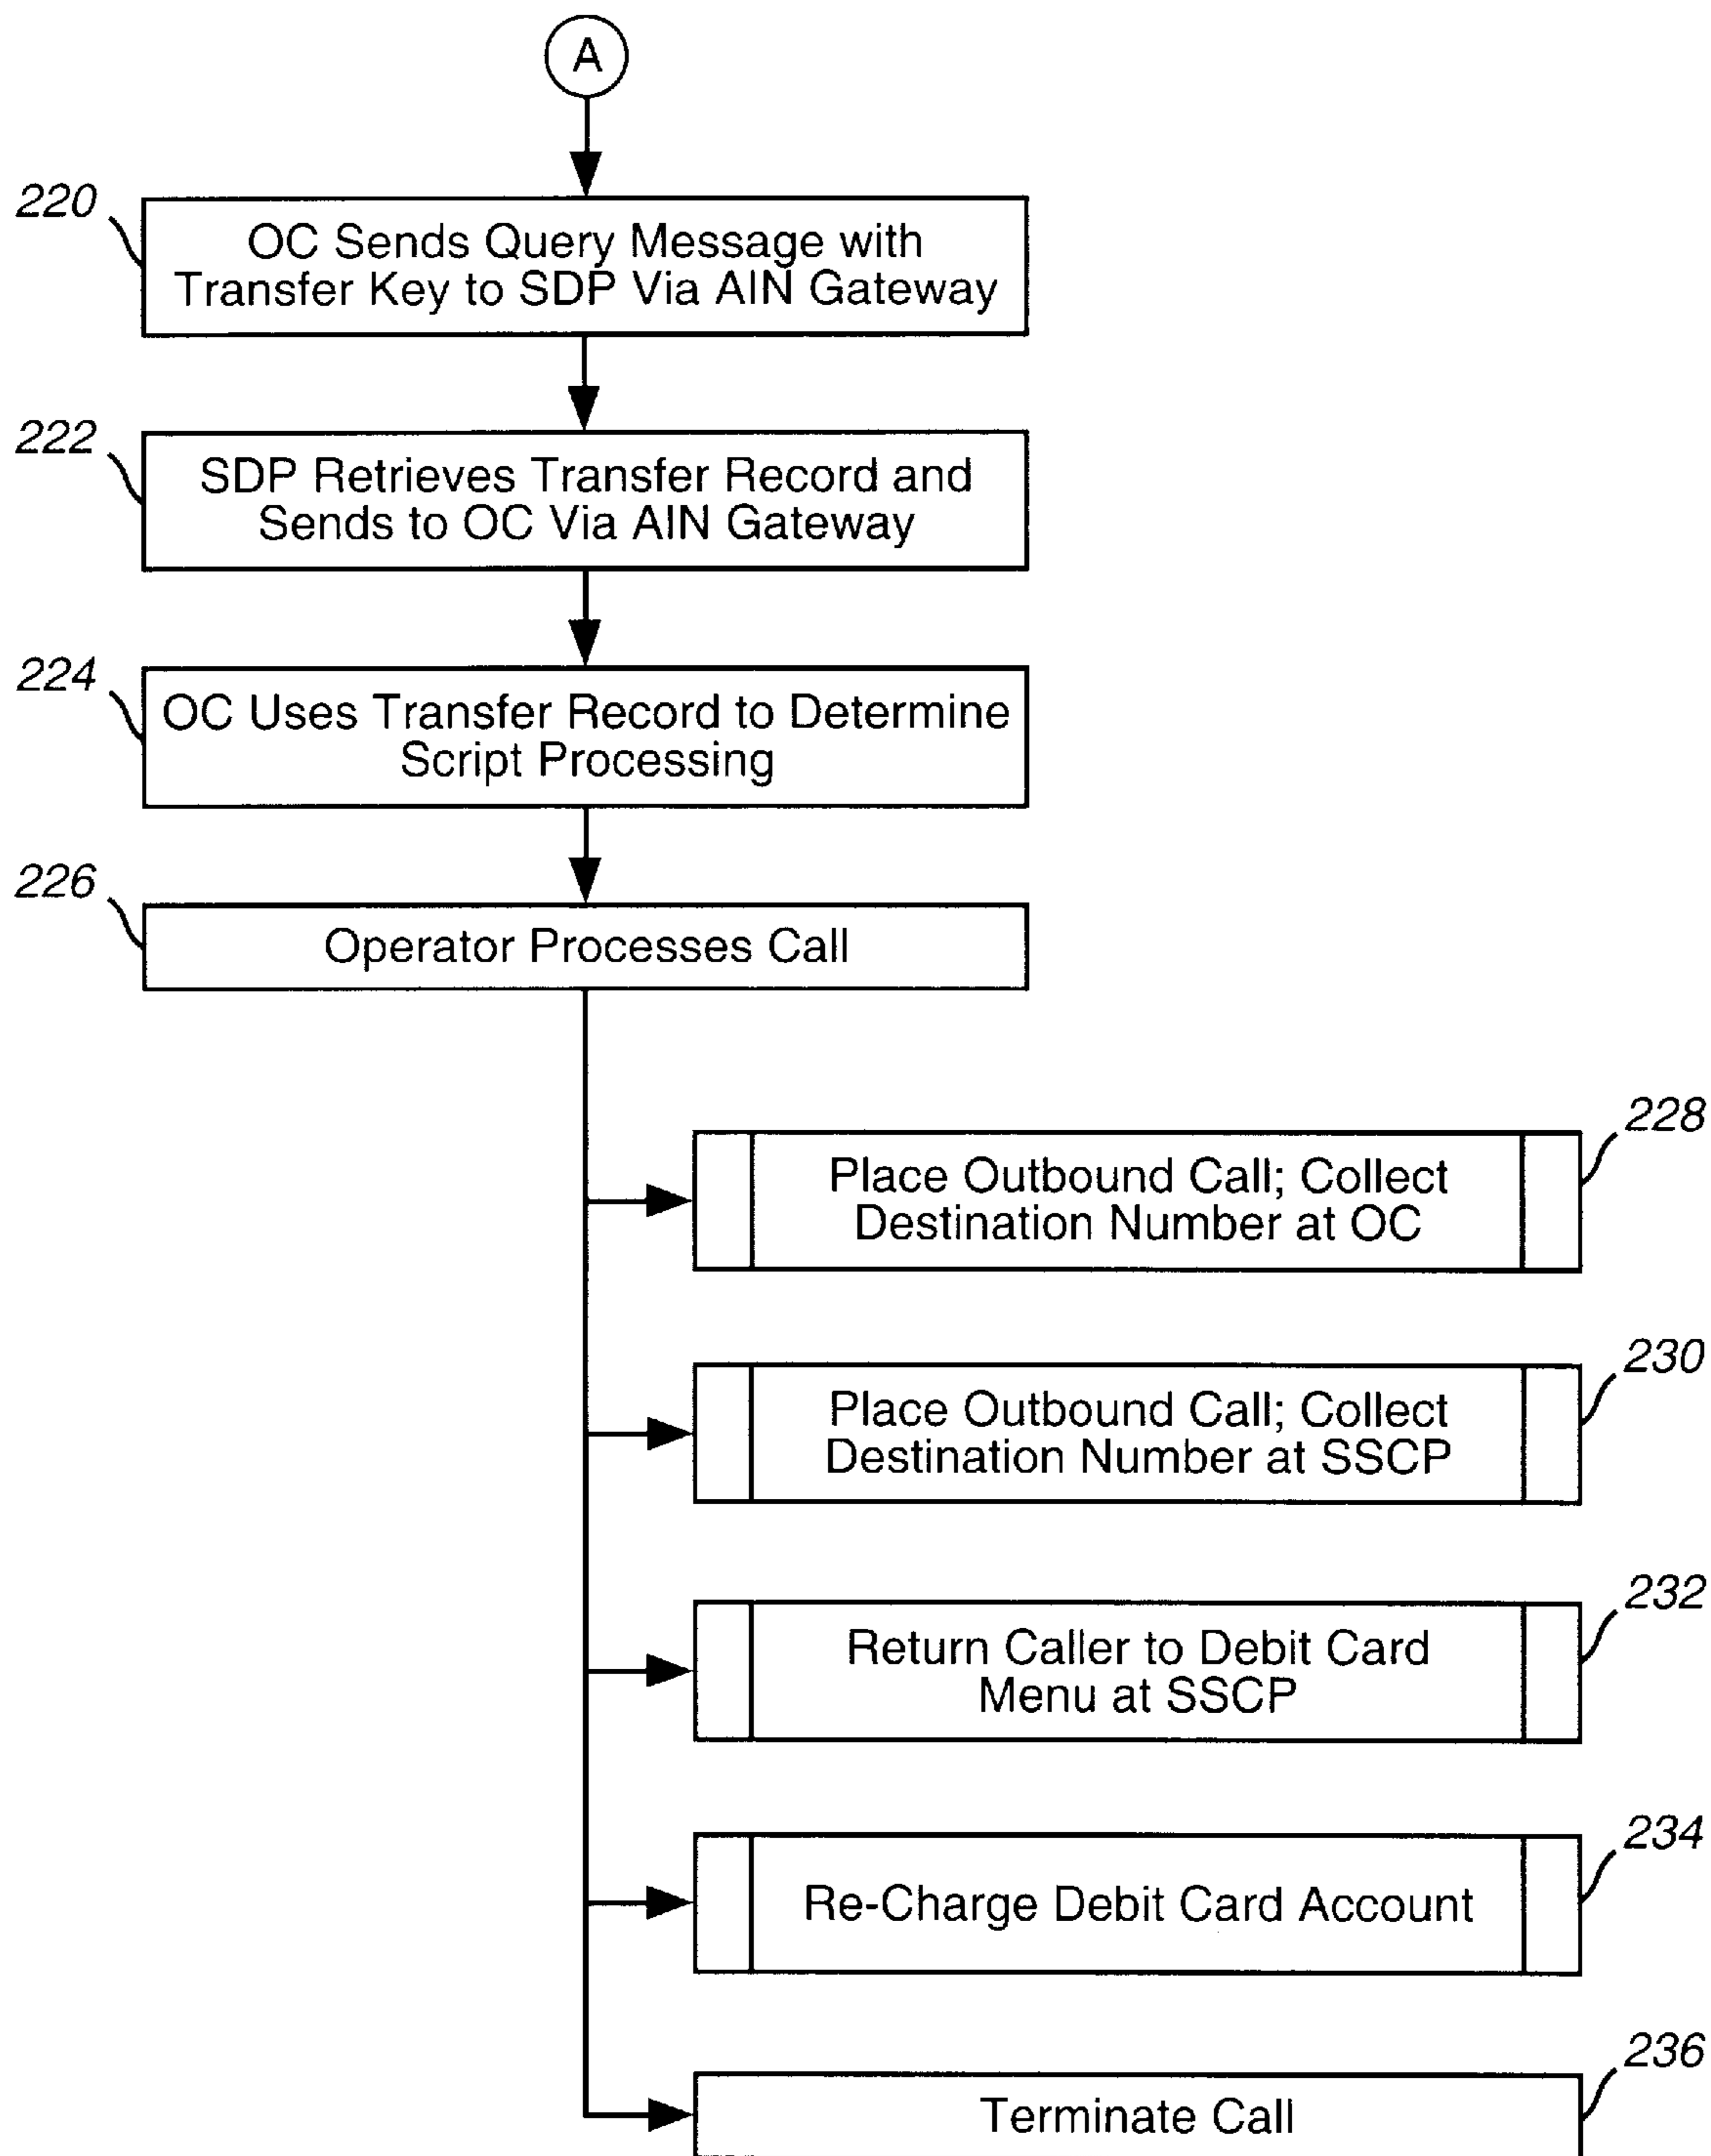 A
220
OC Sends Query Message with
Transfer Key to SDP Via AIN Gateway
222
SDP Retrieves Transfer Record and
Sends to OC Via AIN Gateway
224
OC Uses Transfer Record to Determine
Script Processing
226
Operator Processes Call
228
Place Outbound Call; Collect
Destination Number at OC
230
Place Outbound Call; Collect
Destination Number at SSCP
232
Return Caller to Debit Card
Menu at SSCP
234
Re-Charge Debit Card Account
236
Terminate Call